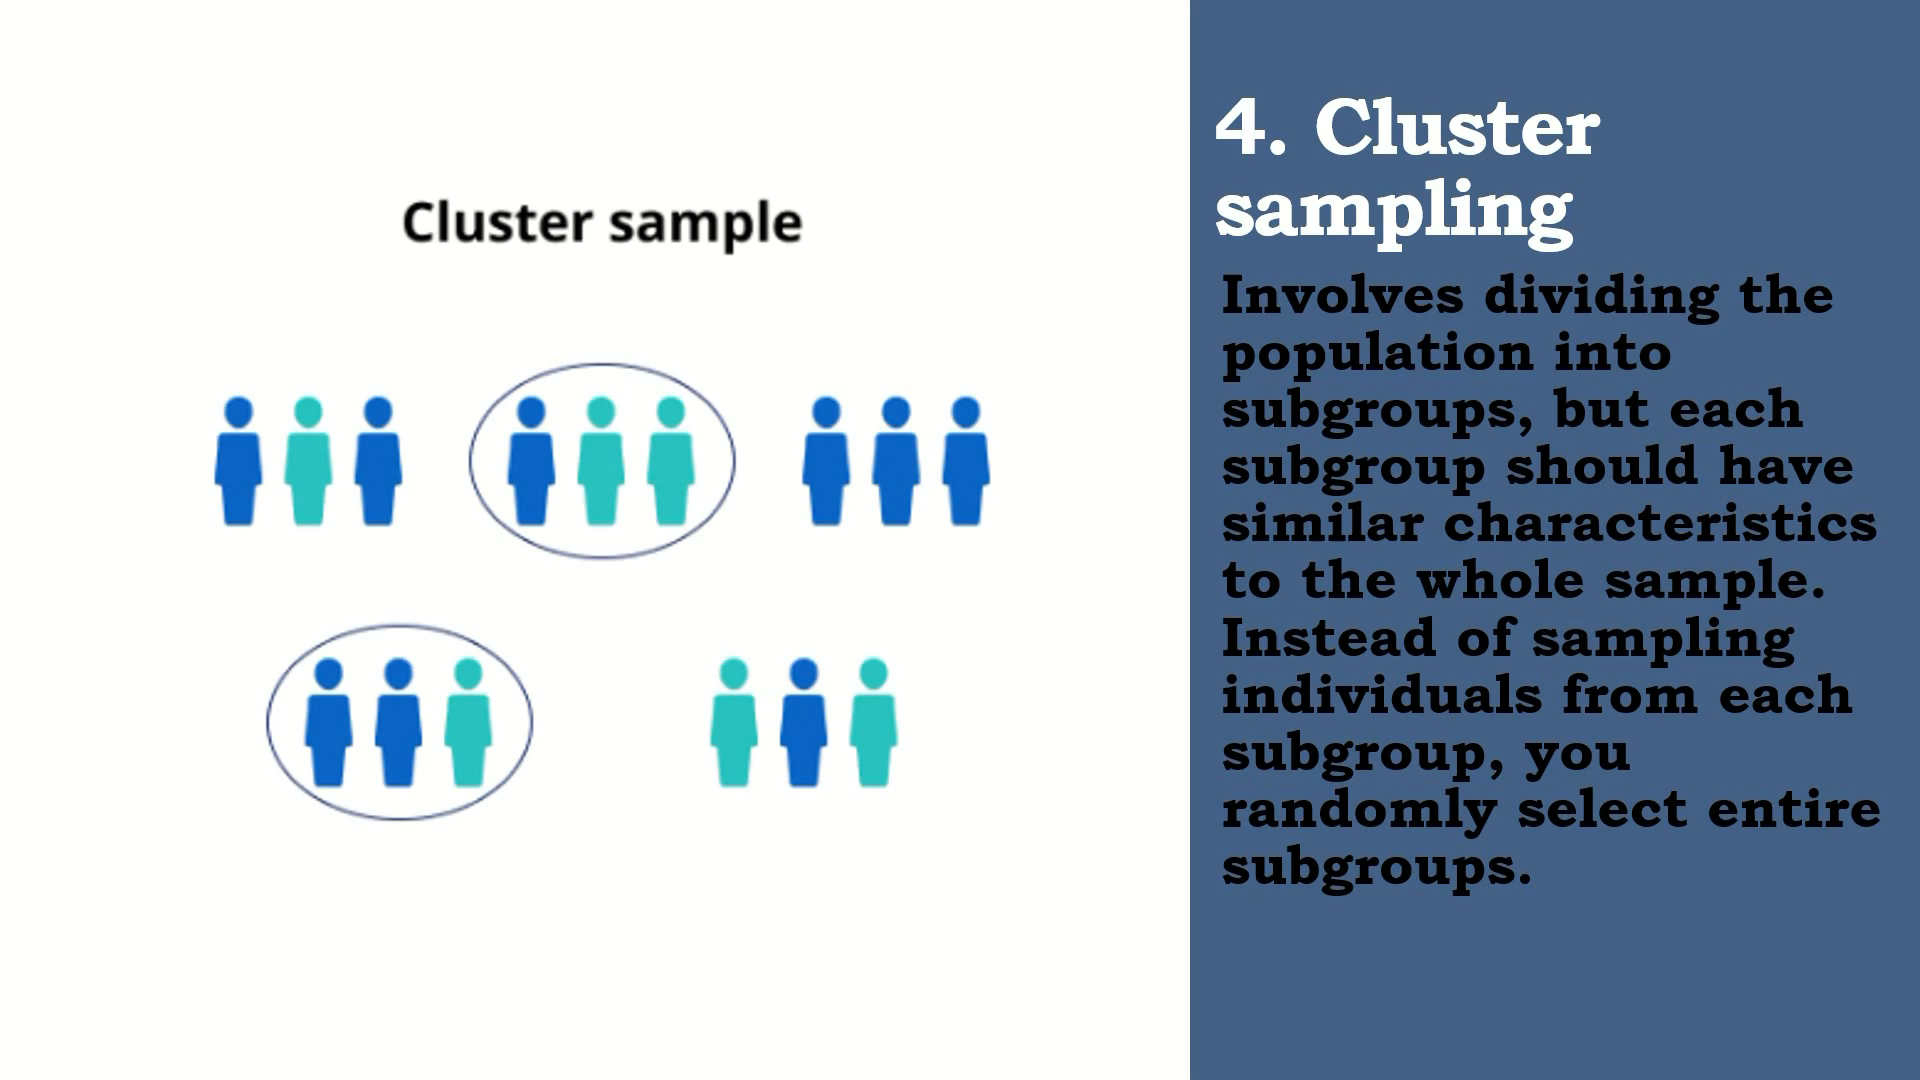 Cluster sample
4. Cluster
sampling
Involves dividing the
population into
subgroups, but each
subgroup should have
similar characteristics
to the whole sample.
Instead of sampling
individuals from each
subgroup, you
randomly select entire
subgroups.